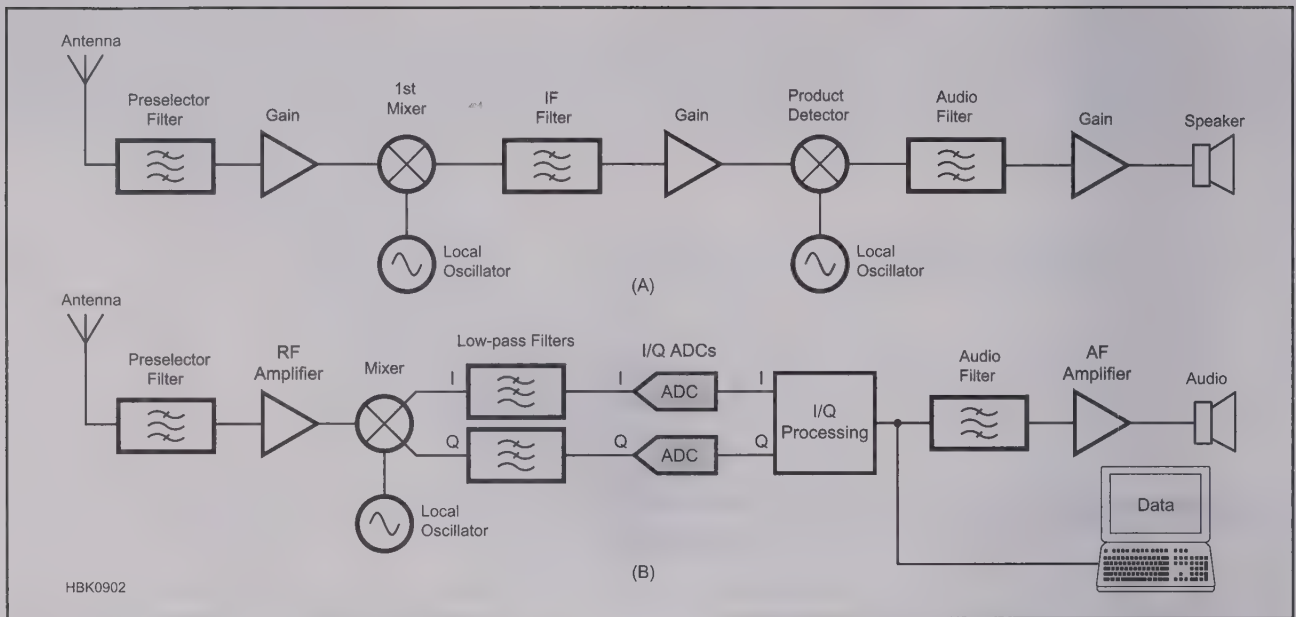 Antenna
Preselector
Filter
Gain
1st
Mixer
IF
Filter
Gain
Product
Detector
Audio
Filter
Gain
Speaker
Local
Oscillator
Local
Oscillator
(A)
Antenna
Preselector
Filter
RF
Amplifier
Mixer
Low-pass Filters
I/Q ADCs
I
I
ADC
I
Q
Q
ADC
Q
I/Q
Processing
Audio
Filter
AF
Amplifier
Audio
Local
Oscillator
Data
(B)
HBK0902